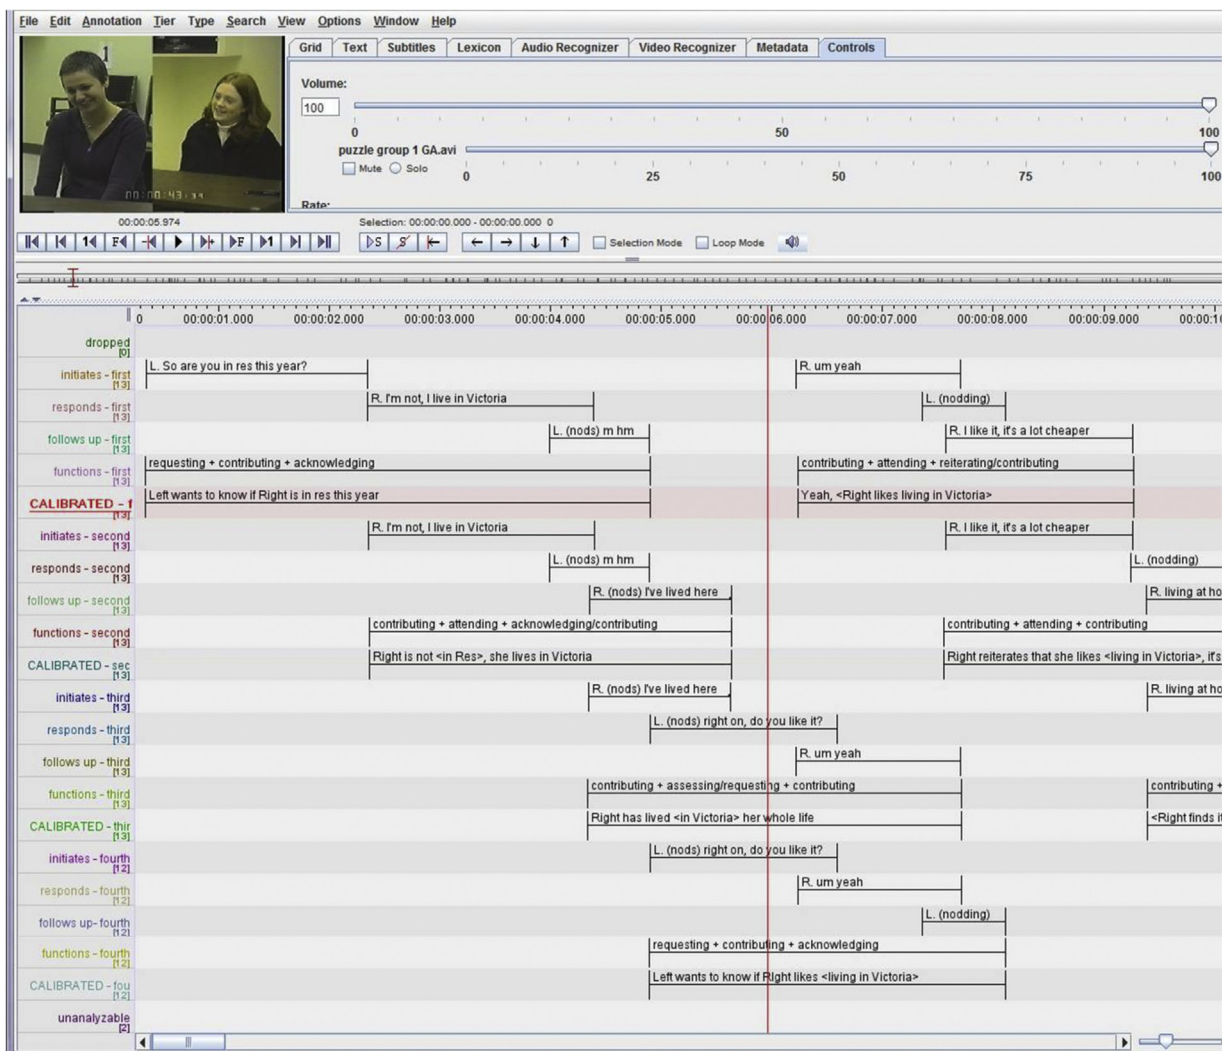 File Edit Annotation Tier Type Search View Options Window Help
Grid Text Subtitles Lexicon Audio Recognizer Video Recognizer Metadata Controls
1
Volume:
100
0 50 100
puzzle group 1 GA.avi
Mute Solo
0 25 50 75 100
Rate:
00:00:05.974
Selection: 00:00:00.000 - 00:00:00.000 0
1 F F 1 S S Selection Mode Loop Mode
0 00:00:01.000 00:00:02.000 00:00:03.000 00:00:04.000 00:00:05.000 00:00:06.000 00:00:07.000 00:00:08.000 00:00:09.000 00:00:1
dropped
[0]
initiates - first L. So are you in res this year? R. um yeah
[13]
responds - first R. I'm not, I live in Victoria L. (nodding)
[13]
follows up - first L. (nods) m hm R. I like it, it's a lot cheaper
[13]
functions - first requesting + contributing + acknowledging contributing + attending + reiterating/contributing
[13]
CALIBRATED - f Left wants to know if Right is in res this year Yeah, <Right likes living in Victoria>
[13]
initiates - second R. I'm not, I live in Victoria R. I like it, it's a lot cheaper
[13]
responds - second L. (nods) m hm L. (nodding)
[13]
follows up - second R. (nods) I've lived here R. living at ho
[13]
functions - second contributing + attending + acknowledging/contributing contributing + attending + contributing
[13]
CALIBRATED - sec Right is not <in Res>, she lives in Victoria Right reiterates that she likes <living in Victoria>, it's
[13]
initiates - third R. (nods) I've lived here R. living at ho
[13]
responds - third L. (nods) right on, do you like it?
[13]
follows up - third R. um yeah
[13]
functions - third contributing + assessing/requesting + contributing contributing +
[13]
CALIBRATED - thir Right has lived <in Victoria> her whole life <Right finds it
[13]
initiates - fourth L. (nods) right on, do you like it?
[12]
responds - fourth R. um yeah
[12]
follows up- fourth L. (nodding)
[12]
functions - fourth requesting + contributing + acknowledging
[12]
CALIBRATED - fou Left wants to know if Right likes <living in Victoria>
[12]
unanalyzable
[2]